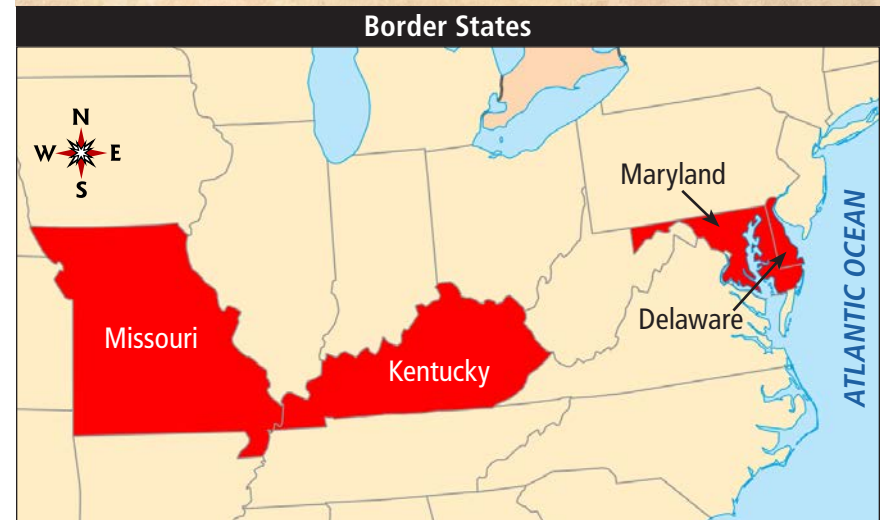 Border States
N
W E
S
Maryland
Missouri
Kentucky
Delaware
ATLANTIC OCEAN